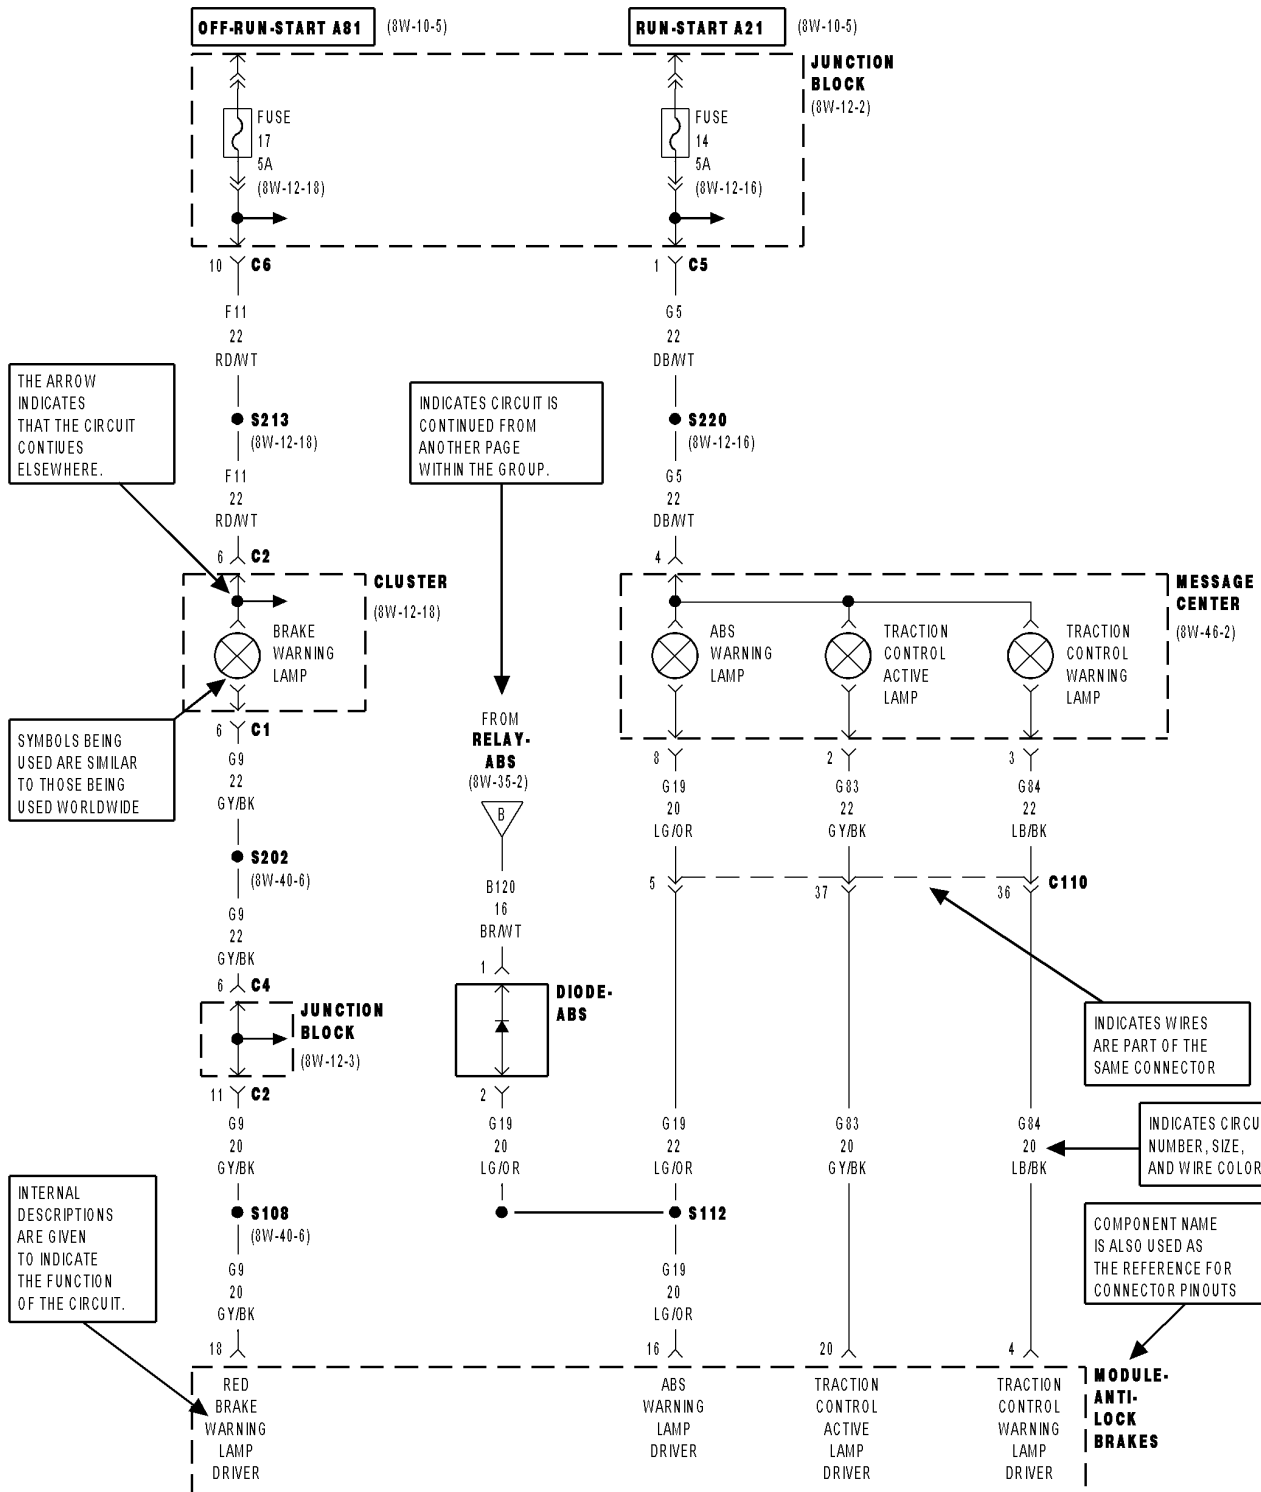 OFF-RUN-START A81 (8W-10-5)
RUN-START A21 (8W-10-5)
JUNCTION
BLOCK
(8W-12-2)
FUSE
17
5A
(8W-12-18)
FUSE
14
5A
(8W-12-16)
10 C6
1 C5
F11
22
RD/WT
G5
22
DB/WT
THE ARROW
INDICATES
THAT THE CIRCUIT
CONTIUES
ELSEWHERE.
INDICATES CIRCUIT IS
CONTINUED FROM
ANOTHER PAGE
WITHIN THE GROUP.
S213
(8W-12-18)
S220
(8W-12-16)
F11
22
RD/WT
G5
22
DB/WT
6 C2
4
CLUSTER
(8W-12-18)
BRAKE
WARNING
LAMP
MESSAGE
CENTER
(8W-46-2)
ABS
WARNING
LAMP
TRACTION
CONTROL
ACTIVE
LAMP
TRACTION
CONTROL
WARNING
LAMP
SYMBOLS BEING
USED ARE SIMILAR
TO THOSE BEING
USED WORLDWIDE
6 C1
G9
22
GY/BK
FROM
RELAY-
ABS
(8W-35-2)
B
8
2
3
G19
20
LG/OR
G83
22
GY/BK
G84
22
LB/BK
S202
(8W-40-6)
5
37
36 C110
B120
16
BR/WT
G9
22
GY/BK
6 C4
1
JUNCTION
BLOCK
(8W-12-3)
DIODE-
ABS
INDICATES WIRES
ARE PART OF THE
SAME CONNECTOR
11 C2
2
G9
20
GY/BK
G19
20
LG/OR
G19
22
LG/OR
G83
20
GY/BK
G84
20
LB/BK
INDICATES CIRCU
NUMBER, SIZE,
AND WIRE COLOR
INTERNAL
DESCRIPTIONS
ARE GIVEN
TO INDICATE
THE FUNCTION
OF THE CIRCUIT.
S108
(8W-40-6)
S112
COMPONENT NAME
IS ALSO USED AS
THE REFERENCE FOR
CONNECTOR PINOUTS
G9
20
GY/BK
G19
20
LG/OR
18
16
20
4
RED
BRAKE
WARNING
LAMP
DRIVER
ABS
WARNING
LAMP
DRIVER
TRACTION
CONTROL
ACTIVE
LAMP
DRIVER
TRACTION
CONTROL
WARNING
LAMP
DRIVER
MODULE-
ANTI-
LOCK
BRAKES